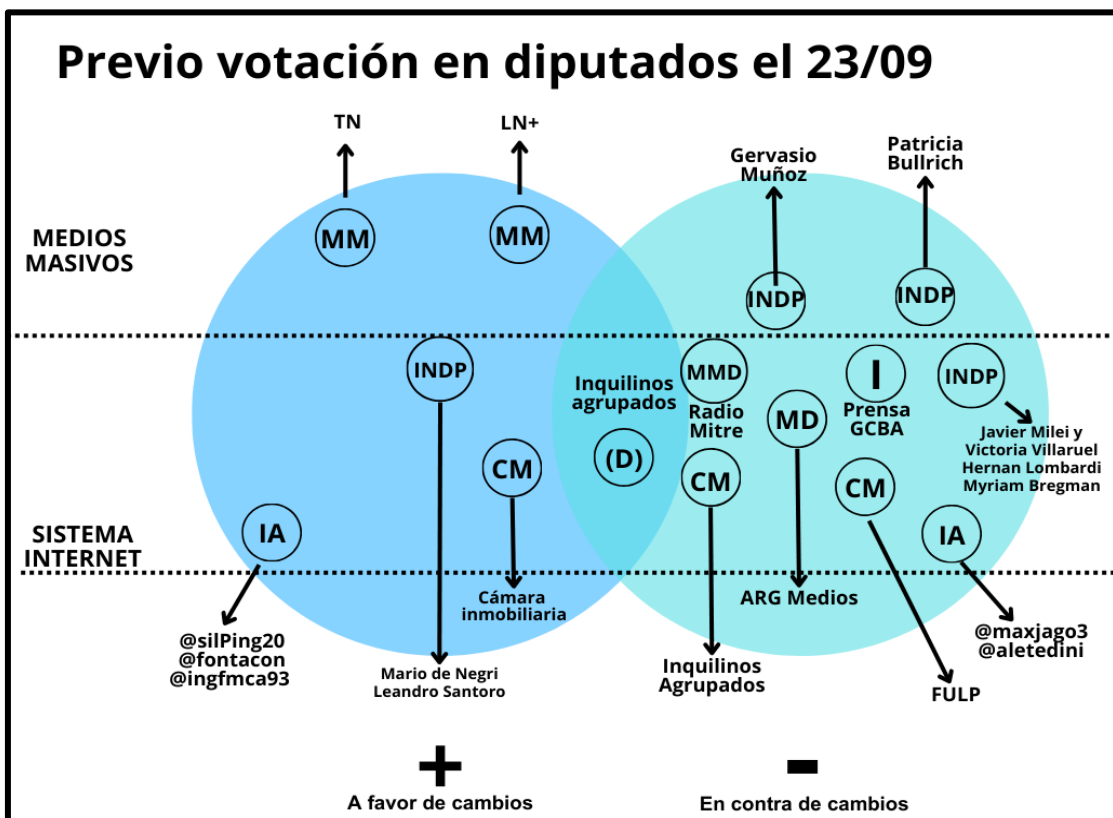 Previo votación en diputados el 23/09
TN
LN+
Gervasio
Muñoz
Patricia
Bullrich
MEDIOS
MASIVOS
MM
MM
INDP
INDP
INDP
Inquilinos
agrupados
(D)
MMD
Radio
Mitre
MD
I
Prensa
GCBA
INDP
Javier Milei y
Victoria Villaruel
Hernan Lombardi
Myriam Bregman
CM
CM
CM
SISTEMA
INTERNET
IA
IA
Cámara
inmobiliaria
ARG Medios
@silPing20
@fontacon
@ingfmca93
Mario de Negri
Leandro Santoro
Inquilinos
Agrupados
@maxjago3
@aletedini
FULP
+
-
A favor de cambios
En contra de cambios